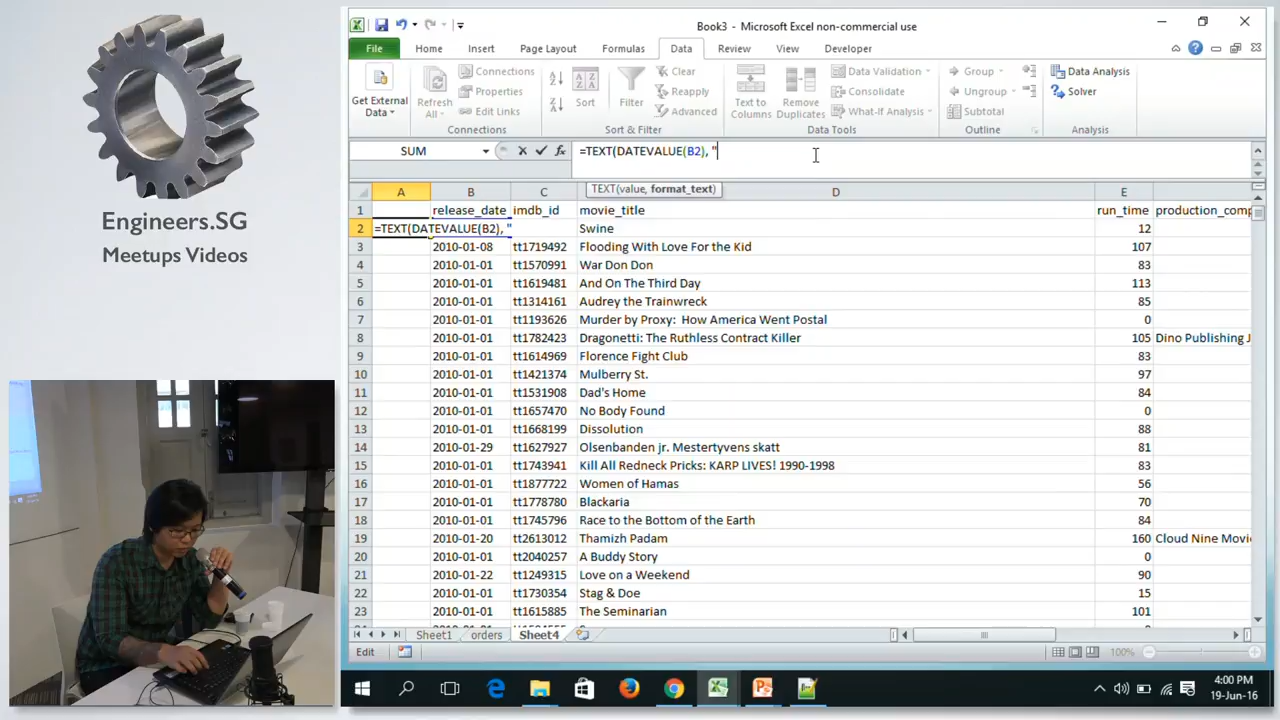 Engineers.SG
Meetups Videos
Book3 - Microsoft Excel non-commercial use
File Home Insert Page Layout Formulas Data Review View Developer
Get External Data
Refresh All
Connections
Properties
Edit Links
Connections
Sort
Filter
Clear
Reapply
Advanced
Sort & Filter
Text to Columns
Remove Duplicates
Data Validation
Consolidate
What-If Analysis
Data Tools
Group
Ungroup
Subtotal
Outline
Data Analysis
Solver
Analysis
SUM fx =TEXT(DATEVALUE(B2), "
TEXT(value, format_text)
A B C D E
1 release_date imdb_id movie_title run_time production_comp
2 =TEXT(DATEVALUE(B2), " Swine 12
3 2010-01-08 tt1719492 Flooding With Love For the Kid 107
4 2010-01-01 tt1570991 War Don Don 83
5 2010-01-01 tt1619481 And On The Third Day 113
6 2010-01-01 tt1314161 Audrey the Trainwreck 85
7 2010-01-01 tt1193626 Murder by Proxy: How America Went Postal 0
8 2010-01-01 tt1782423 Dragonetti: The Ruthless Contract Killer 105 Dino Publishing J
9 2010-01-01 tt1614969 Florence Fight Club 83
10 2010-01-01 tt1421374 Mulberry St. 97
11 2010-01-01 tt1531908 Dad's Home 84
12 2010-01-01 tt1657470 No Body Found 0
13 2010-01-01 tt1668199 Dissolution 88
14 2010-01-29 tt1627927 Olsenbanden jr. Mestertyvens skatt 81
15 2010-01-01 tt1743941 Kill All Redneck Pricks: KARP LIVES! 1990-1998 83
16 2010-01-01 tt1877722 Women of Hamas 56
17 2010-01-01 tt1778780 Blackaria 70
18 2010-01-01 tt1745796 Race to the Bottom of the Earth 84
19 2010-01-20 tt2613012 Thamizh Padam 160 Cloud Nine Movi
20 2010-01-01 tt2040257 A Buddy Story 0
21 2010-01-22 tt1249315 Love on a Weekend 90
22 2010-01-01 tt1730354 Stag & Doe 15
23 2010-01-01 tt1615885 The Seminarian 101
Sheet1 orders Sheet4
Edit 100%
4:00 PM
19-Jun-16